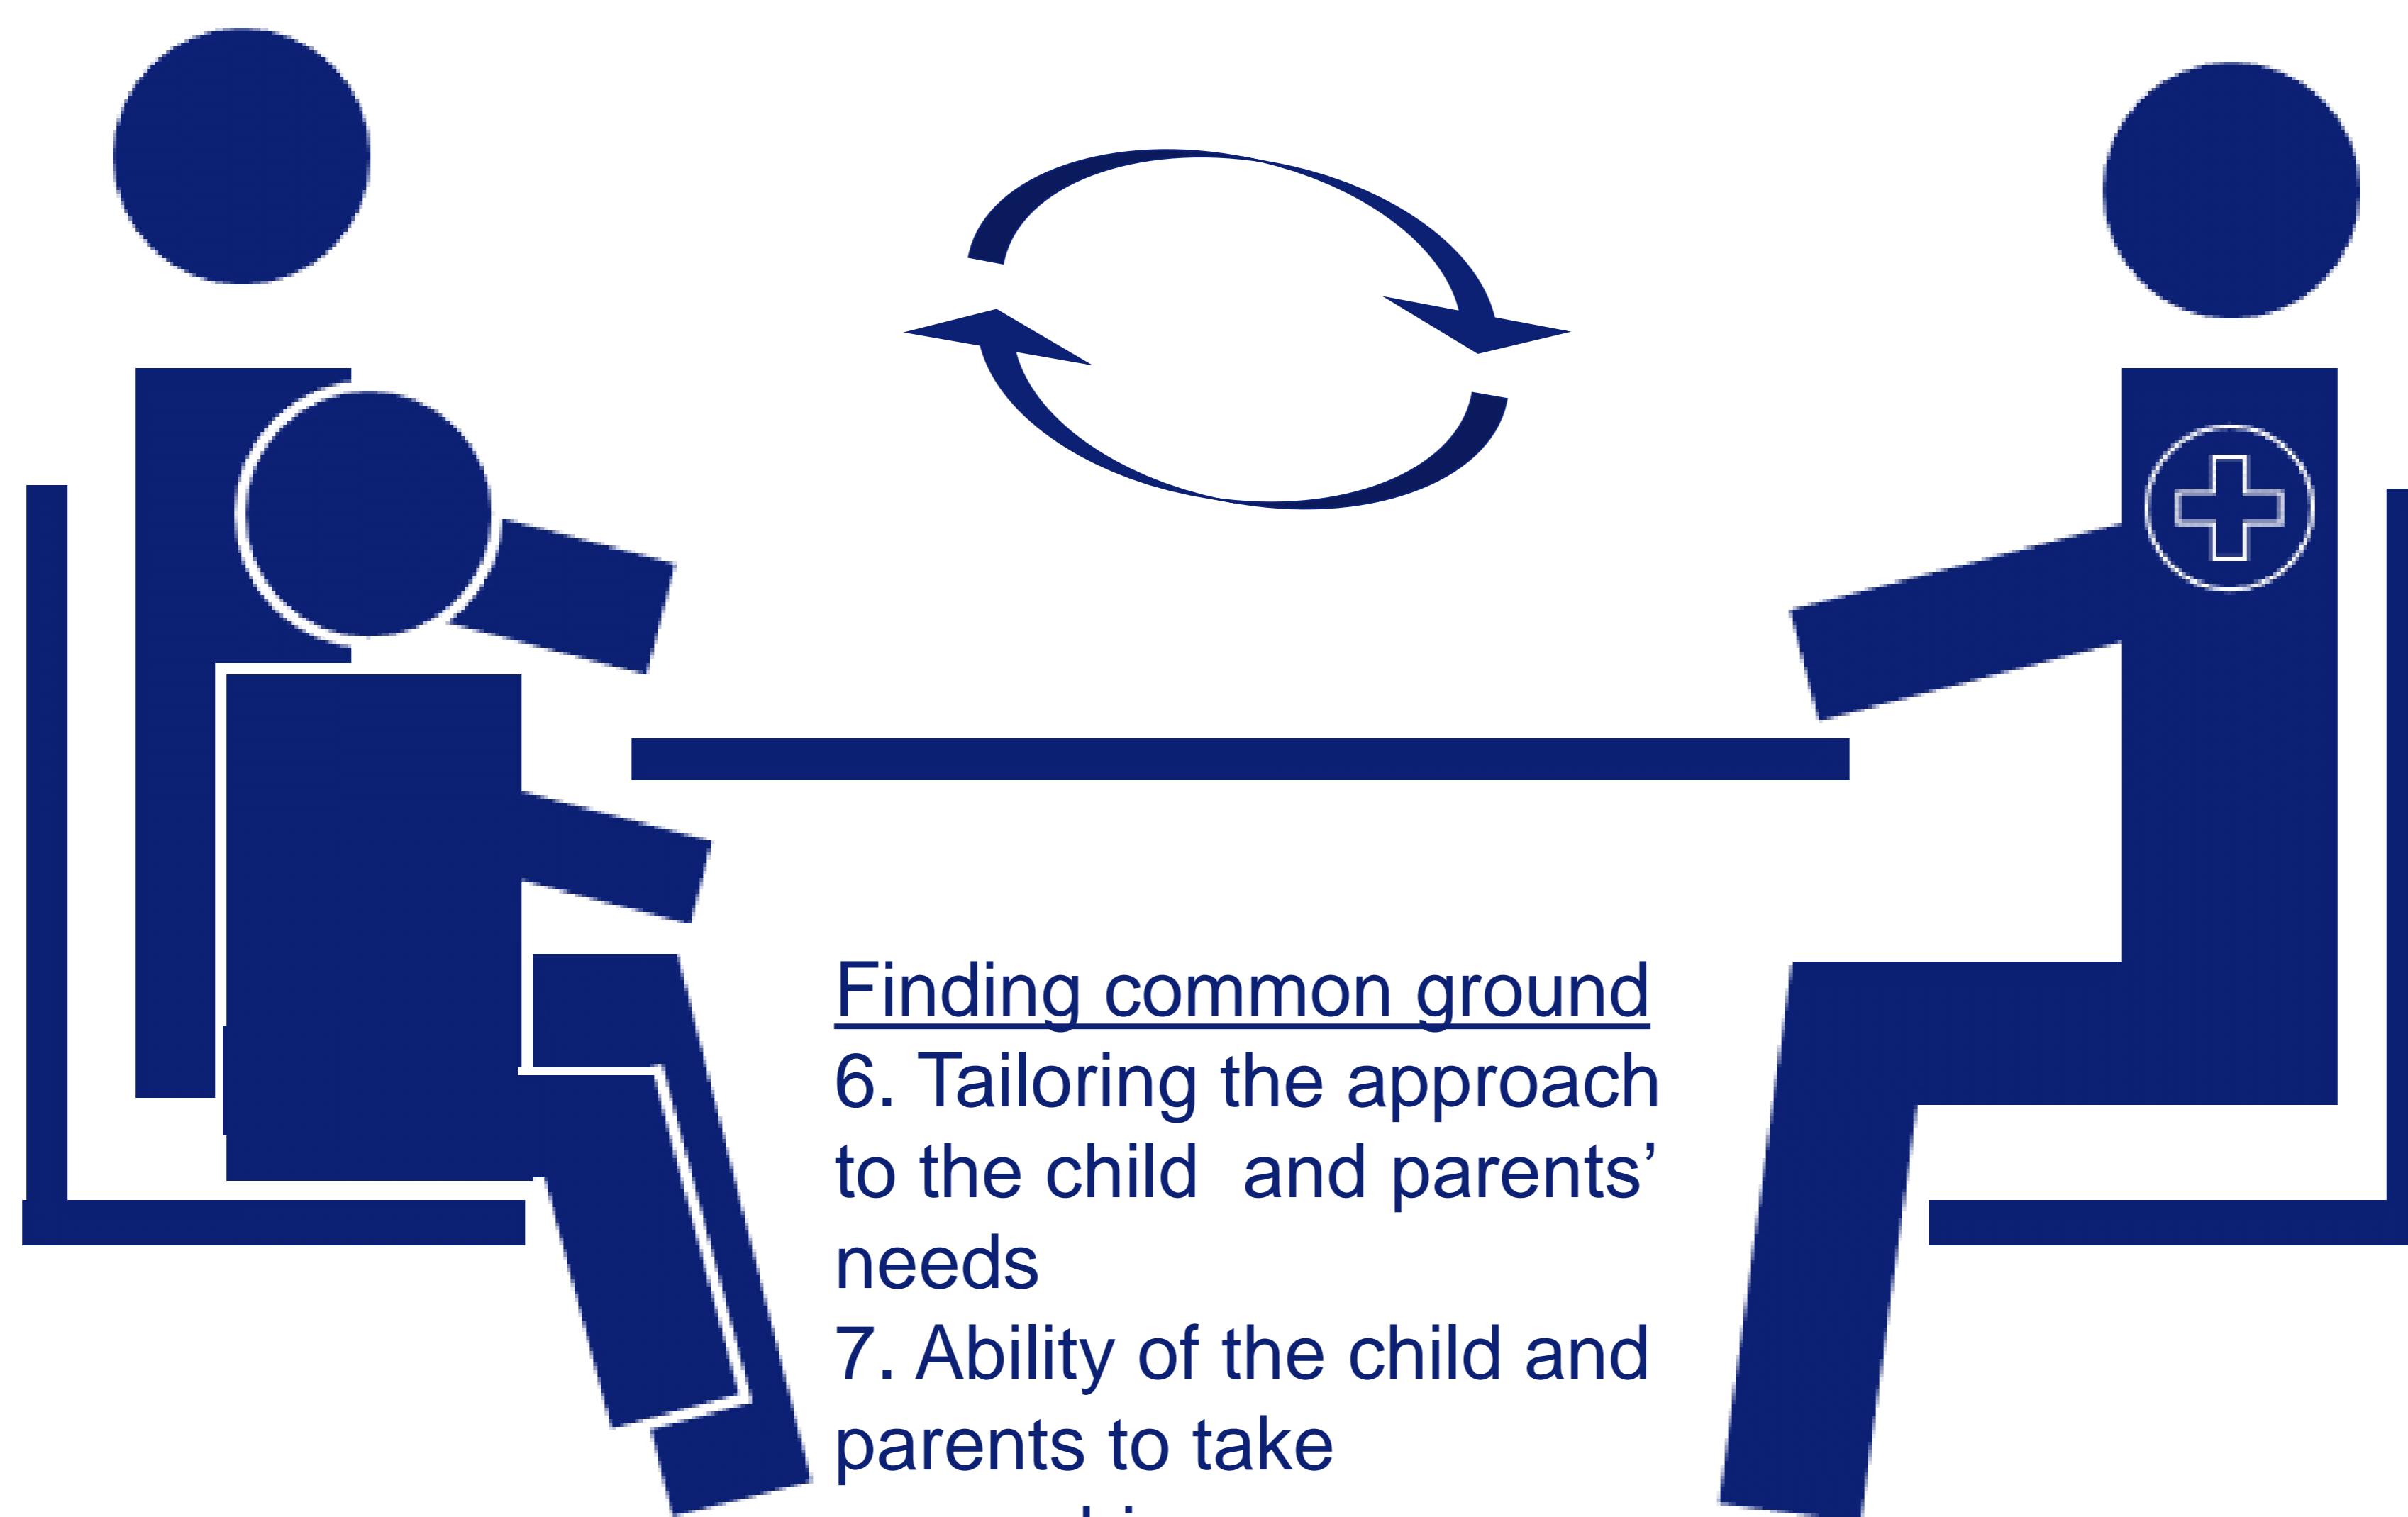 Finding common ground
6. Tailoring the approach
to the child  and parents’
needs
7. Ability of the child and
parents to take